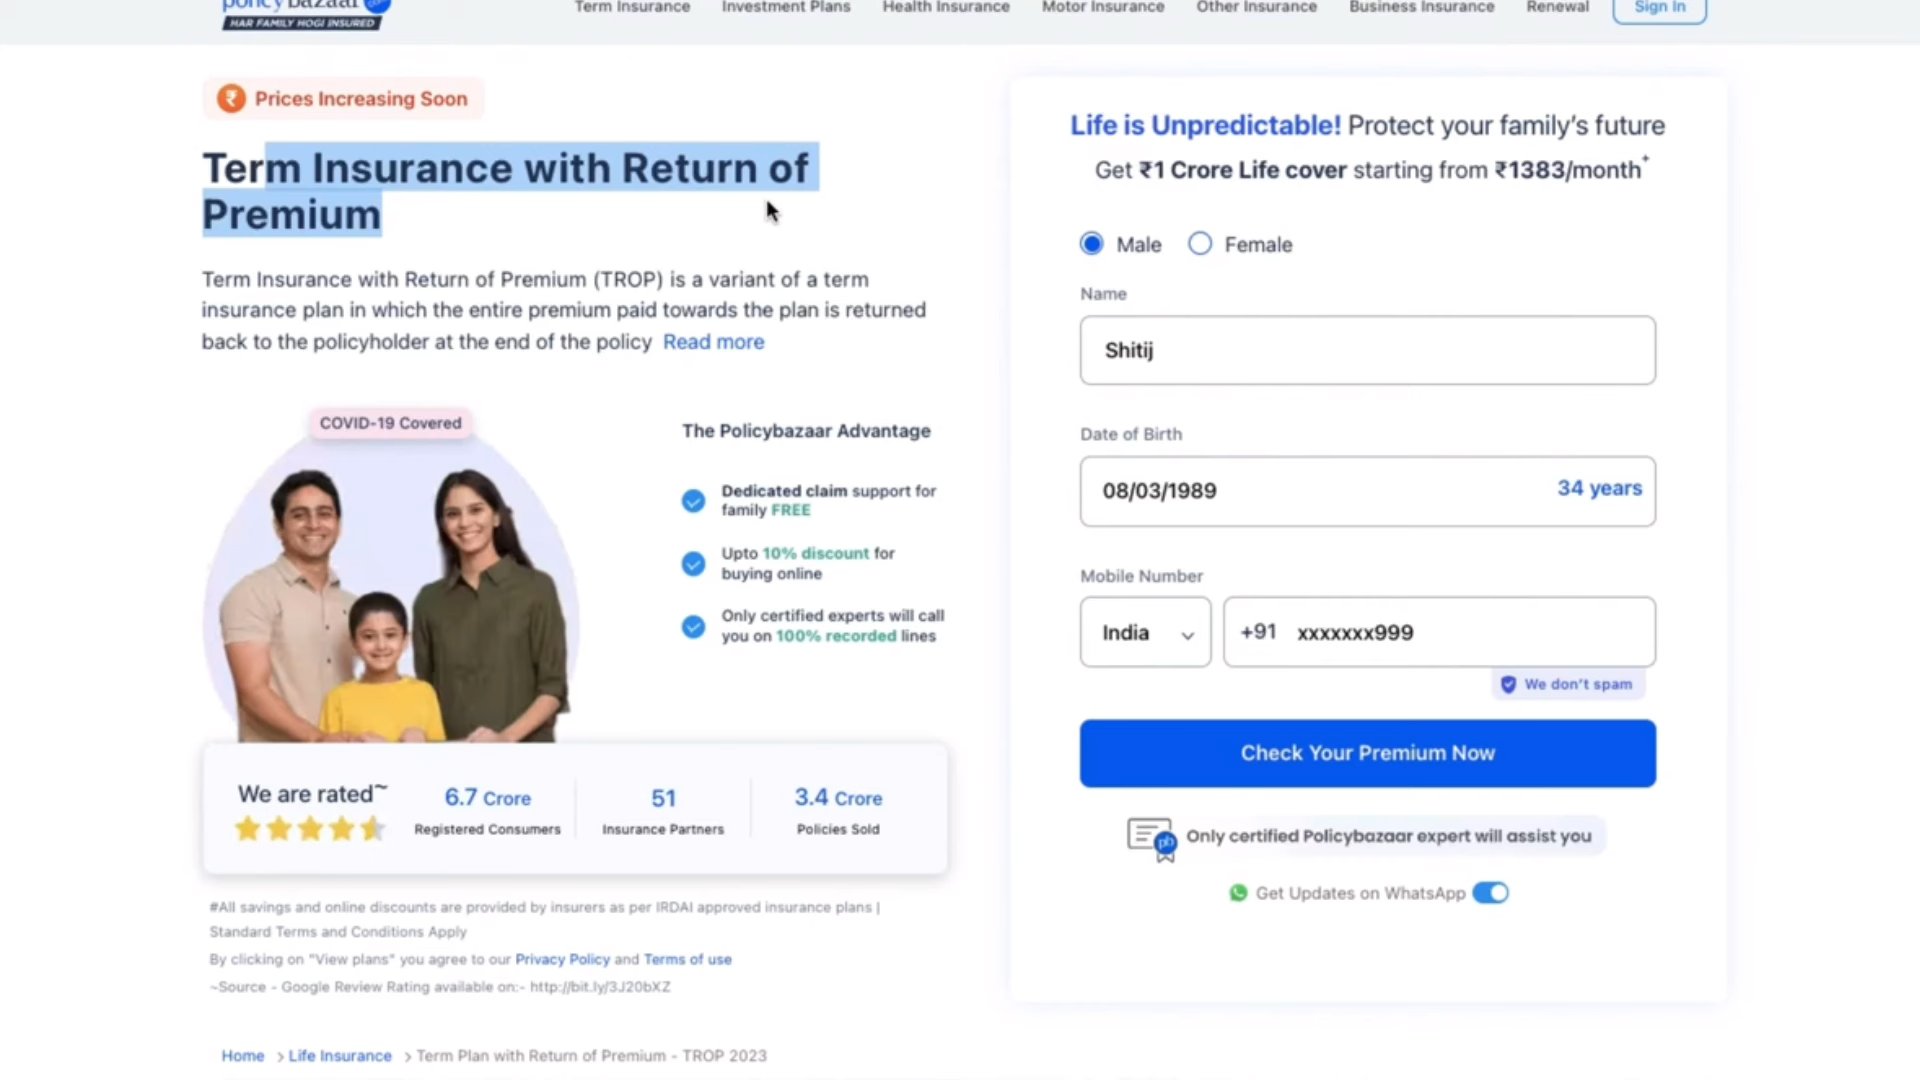 policybazaar
HAR FAMILY HOGI INSURED
Term Insurance Investment Plans Health Insurance Motor Insurance Other Insurance Business Insurance Renewal Sign In
Prices Increasing Soon
Term Insurance with Return of
Premium
Term Insurance with Return of Premium (TROP) is a variant of a term
insurance plan in which the entire premium paid towards the plan is returned
back to the policyholder at the end of the policy Read more
COVID-19 Covered
The Policybazaar Advantage
Dedicated claim support for
family FREE
Upto 10% discount for
buying online
Only certified experts will call
you on 100% recorded lines
We are rated~
6.7 Crore
Registered Consumers
51
Insurance Partners
3.4 Crore
Policies Sold
#All savings and online discounts are provided by insurers as per IRDAI approved insurance plans |
Standard Terms and Conditions Apply
By clicking on "View plans" you agree to our Privacy Policy and Terms of use
~Source - Google Review Rating available on:- http://bit.ly/3J20bXZ
Life is Unpredictable! Protect your family's future
Get ₹1 Crore Life cover starting from ₹1383/month+
Male Female
Name
Shitij
Date of Birth
08/03/1989 34 years
Mobile Number
India +91 xxxxxxx999
We don't spam
Check Your Premium Now
pb Only certified Policybazaar expert will assist you
Get Updates on WhatsApp
Home > Life Insurance > Term Plan with Return of Premium - TROP 2023